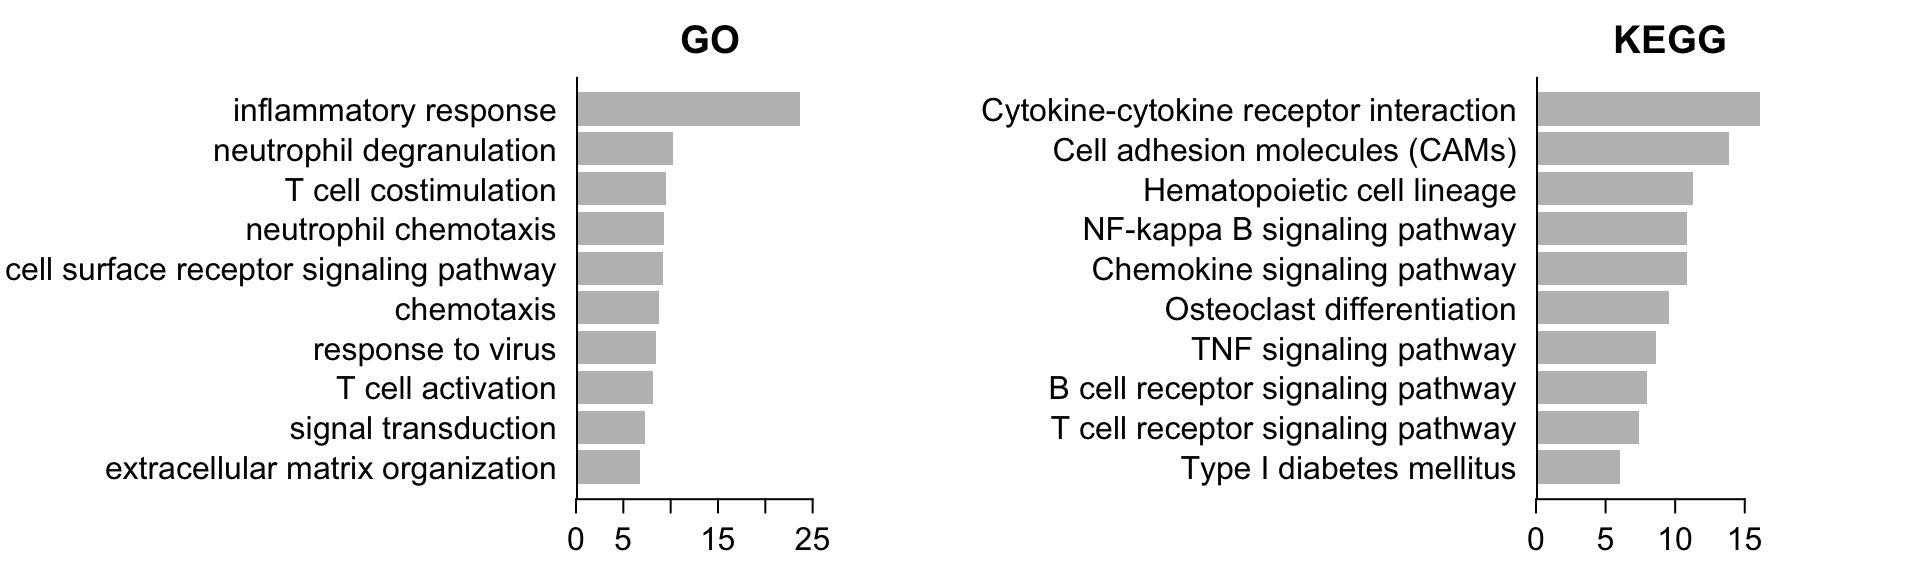 GO
inflammatory response
neutrophil degranulation
T cell costimulation
neutrophil chemotaxis
cell surface receptor signaling pathway
chemotaxis
response to virus
T cell activation
signal transduction
extracellular matrix organization
0 5 15 25
KEGG
Cytokine-cytokine receptor interaction
Cell adhesion molecules (CAMs)
Hematopoietic cell lineage
NF-kappa B signaling pathway
Chemokine signaling pathway
Osteoclast differentiation
TNF signaling pathway
B cell receptor signaling pathway
T cell receptor signaling pathway
Type I diabetes mellitus
0 5 10 15